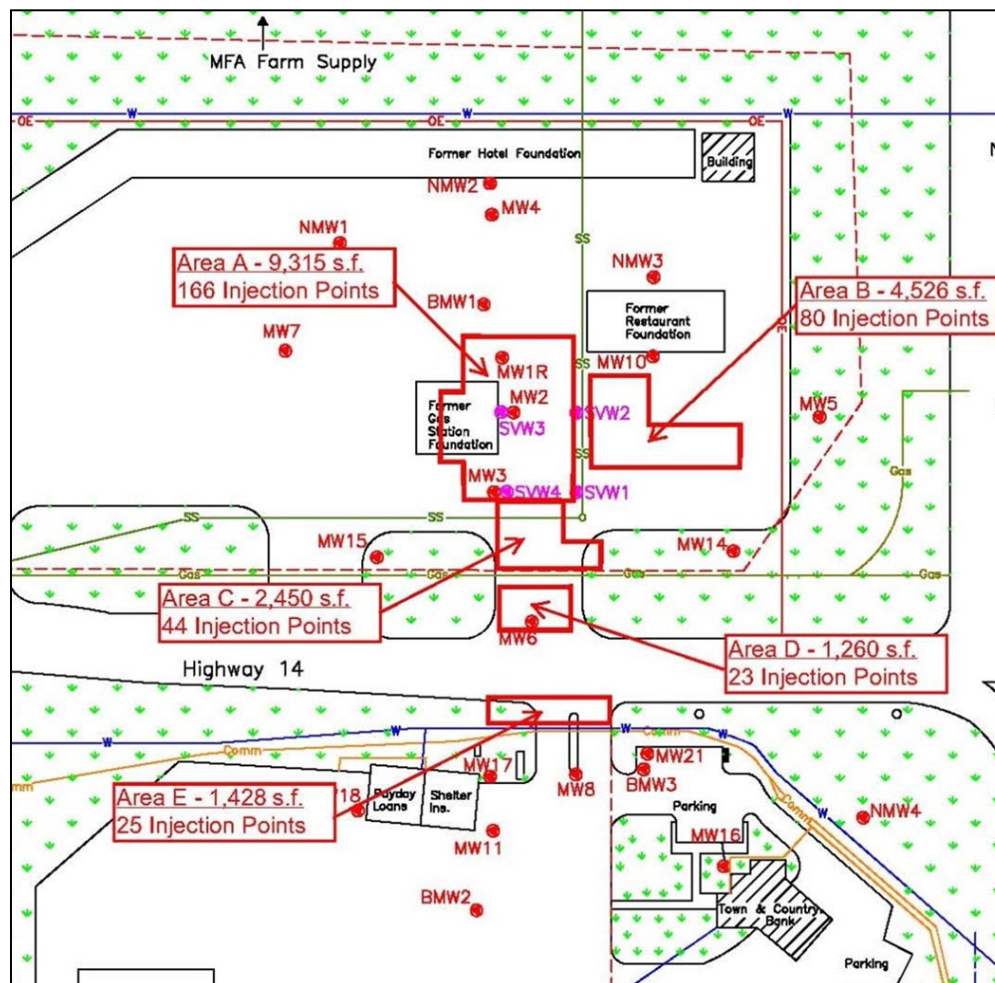 MFA Farm Supply
W
W
W
OE
OE
OE
Former Hotel Foundation
Building
N
NMW2
MW4
SS
NMW1
NMW3
Area A - 9,315 s.f.
166 Injection Points
Area B - 4,526 s.f.
80 Injection Points
BMW1
Former
Restaurant
Foundation
OE
MW7
MW1R
SS
MW10
Former
Gas
Station
Foundation
MW2
SVW3
SVW2
MW5
SS
Gas
MW3
SVW4
SVW1
SS
SS
MW15
MW14
Gas
Gas
Gas
Gas
Area C - 2,450 s.f.
44 Injection Points
MW6
Area D - 1,260 s.f.
23 Injection Points
Highway 14
W
W
W
W
Comm
Comm
MW17
MW8
MW21
BMW3
Comm
Area E - 1,428 s.f.
25 Injection Points
Payday
Loans
Shelter
Ins.
18
Parking
W
NMW4
MW11
MW16
BMW2
Town & Country
Bank
Parking